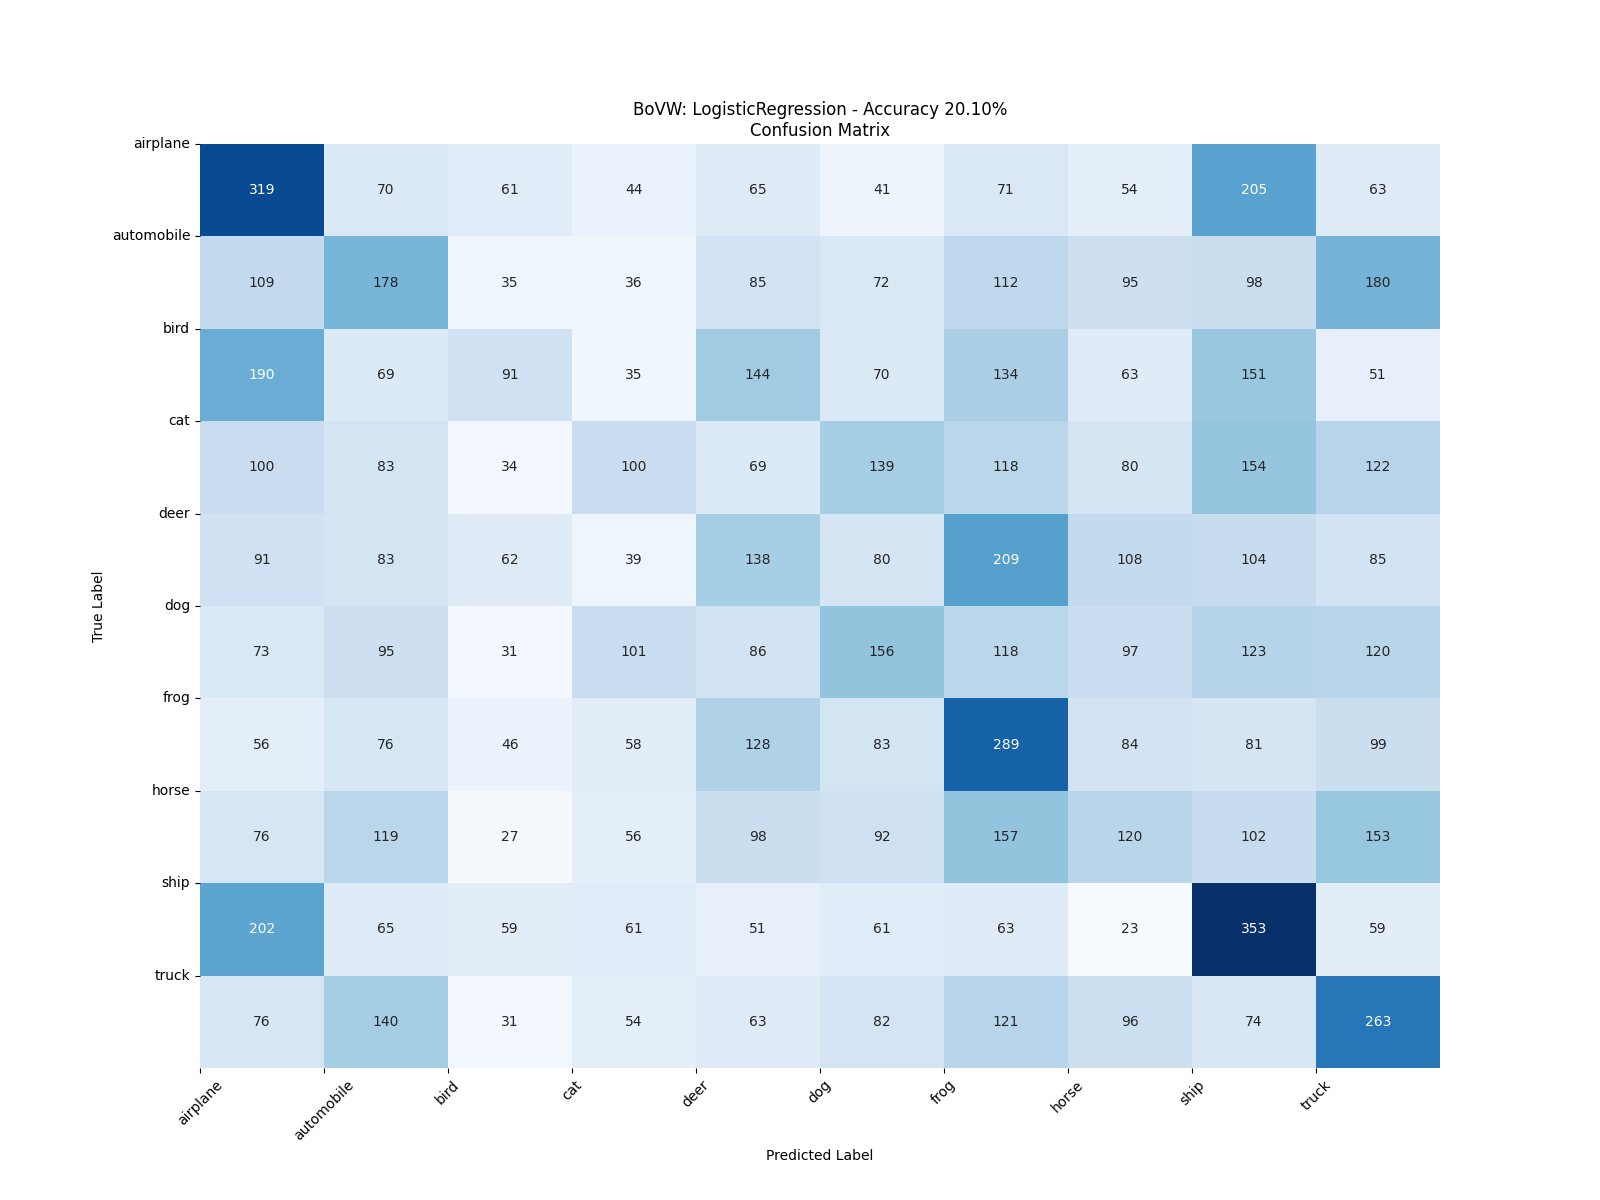 BoVW: LogisticRegression - Accuracy 20.10%
Confusion Matrix
airplane
319 70 61 44 65 41 71 54 205 63
automobile
109 178 35 36 85 72 112 95 98 180
bird
190 69 91 35 144 70 134 63 151 51
cat
100 83 34 100 69 139 118 80 154 122
deer
91 83 62 39 138 80 209 108 104 85
dog
73 95 31 101 86 156 118 97 123 120
frog
56 76 46 58 128 83 289 84 81 99
horse
76 119 27 56 98 92 157 120 102 153
ship
202 65 59 61 51 61 63 23 353 59
truck
76 140 31 54 63 82 121 96 74 263
True Label
airplane automobile bird cat deer dog frog horse ship truck
Predicted Label